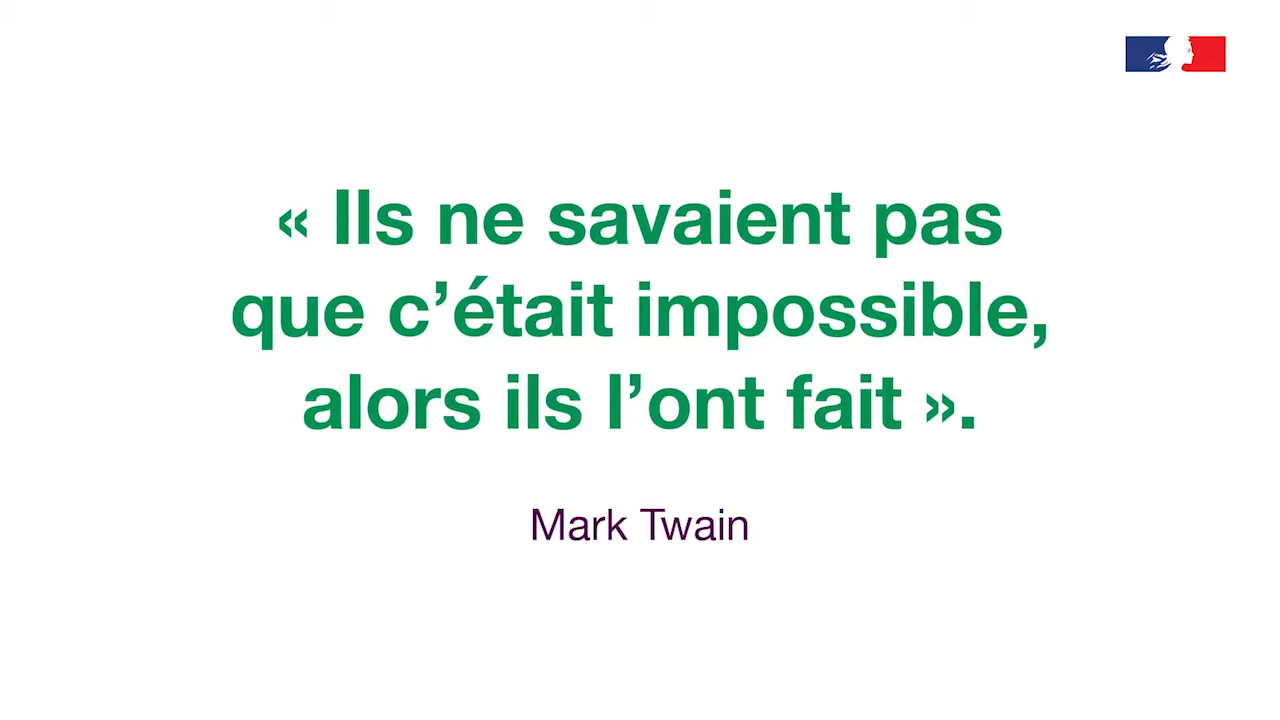 « Ils ne savaient pas
que c’était impossible,
alors ils l’ont fait ».
Mark Twain